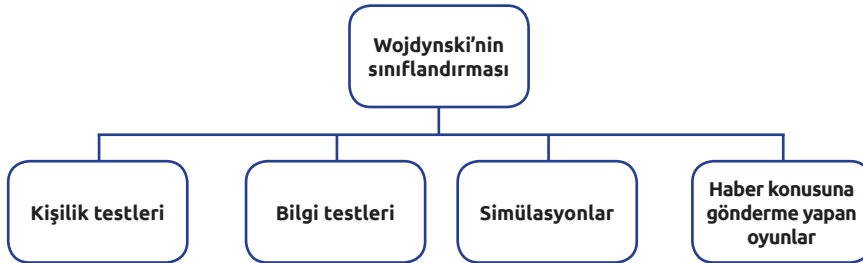 Wojdynski’nin
sınıflandırması
Kişilik testleri
Bilgi testleri
Simülasyonlar
Haber konusuna
gönderme yapan
oyunlar